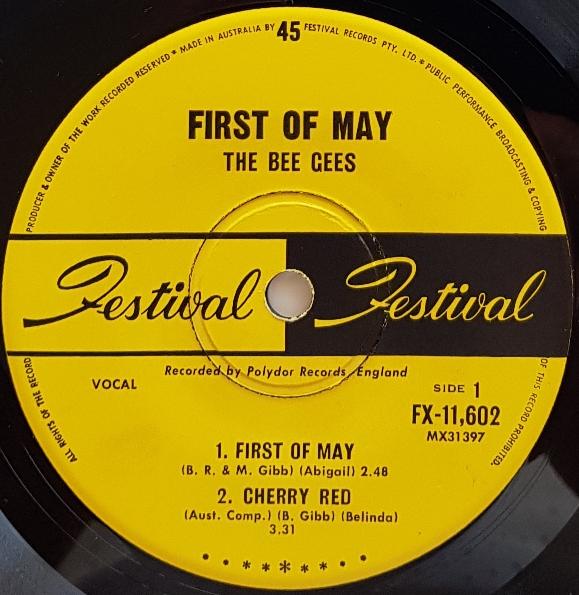 45
PRODUCER & OWNER OF THE WORK RECORDED RESERVED * MADE IN AUSTRALIA BY FESTIVAL RECORDS PTY. LTD. * PUBLIC PERFORMANCE BROADCASTING & COPYING
FIRST OF MAY
THE BEE GEES
Festival Festival
Recorded by Polydor Records, England
VOCAL
SIDE 1
FX-11,602
MX31397
1. FIRST OF MAY
(B. R. & M. Gibb) (Abigail) 2.48
2. CHERRY RED
(Aust. Comp.) (B. Gibb) (Belinda)
3.31
ALL RIGHTS OF THE RECORD
OF THIS RECORD PROHIBITED.